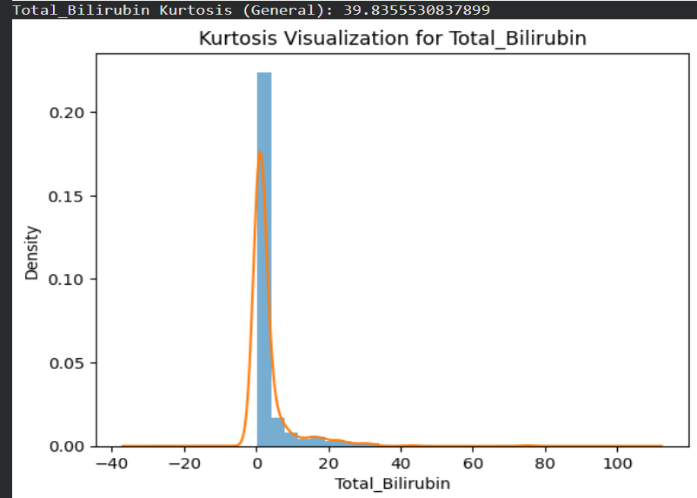 Total_Bilirubin Kurtosis (General): 39.8355530837899
Kurtosis Visualization for Total_Bilirubin
Density
0.20
0.15
0.10
0.05
0.00
−40 −20 0 20 40 60 80 100
Total_Bilirubin